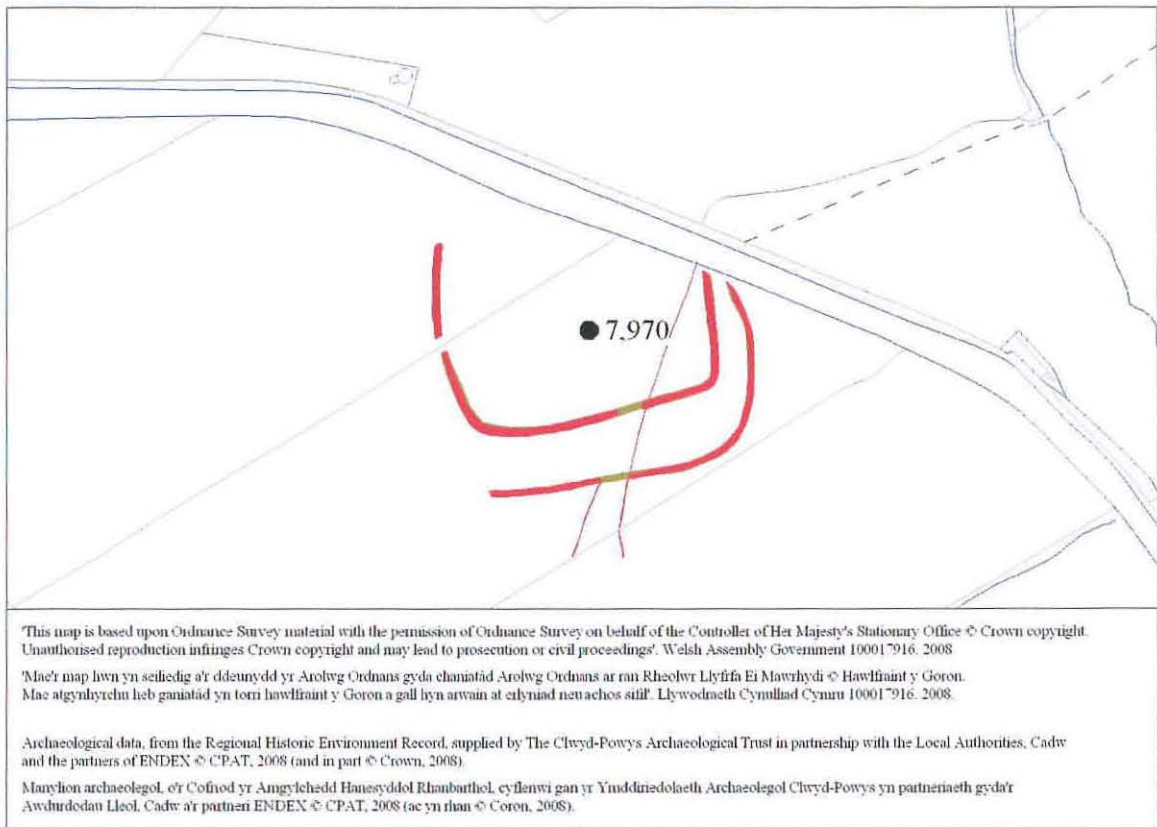 7,970
'This map is based upon Ordnance Survey material with the permission of Ordnance Survey on behalf of the Controller of Her Majesty's Stationary Office © Crown copyright.
Unauthorised reproduction infringes Crown copyright and may lead to prosecution or civil proceedings'. Welsh Assembly Government 100017916. 2008
'Mae'r map hwn yn seiliedig a'r ddeunydd yr Arolwg Ordnans gyda chaniatâd Arolwg Ordnans ar ran Rheolwr Llyfrfa Ei Mawrhydi © Hawlfraint y Goron.
Mae atgynhyrchu heb ganiatâd yn torri hawlfraint y Goron a gall hyn arwain at erlyniad neu achos sifil'. Llywodraeth Cynulliad Cymru 100017916. 2008.
Archaeological data, from the Regional Historic Environment Record, supplied by The Clwyd-Powys Archaeological Trust in partnership with the Local Authorities, Cadw
and the partners of ENDEX © CPAT, 2008 (and in part © Crown, 2008).
Manylion archaeolegol, o'r Cofnod yr Amgylchedd Hanesyddol Rhanbarthol, cyflenwi gan yr Ymddiriedolaeth Archaeolegol Clwyd-Powys yn partneriaeth gyda'r
Awdurdodau Lleol, Cadw a'r partneri ENDEX © CPAT, 2008 (ac yn rhan © Coron, 2008).